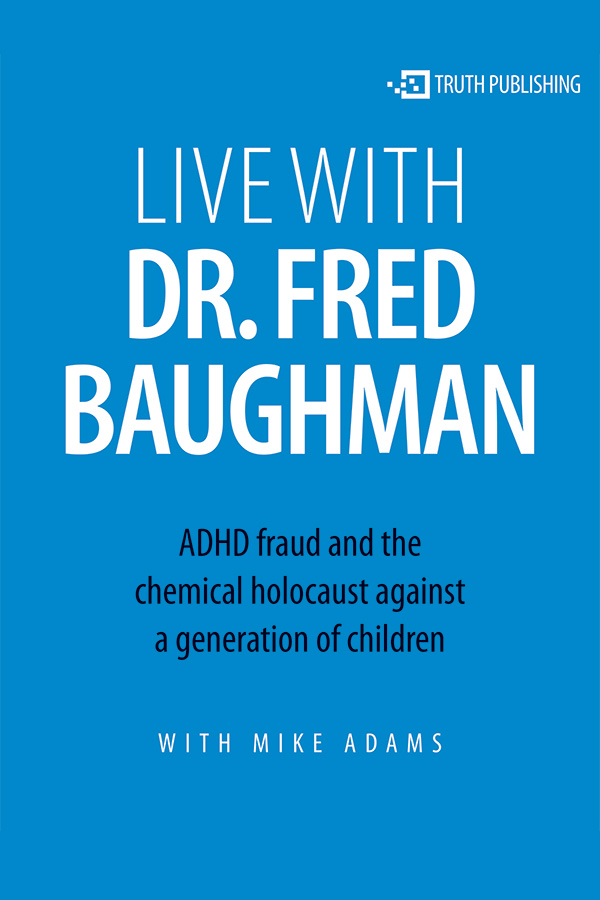 TRUTH PUBLISHING
LIVE WITH
DR. FRED
BAUGHMAN
ADHD fraud and the
chemical holocaust against
a generation of children
WITH MIKE ADAMS